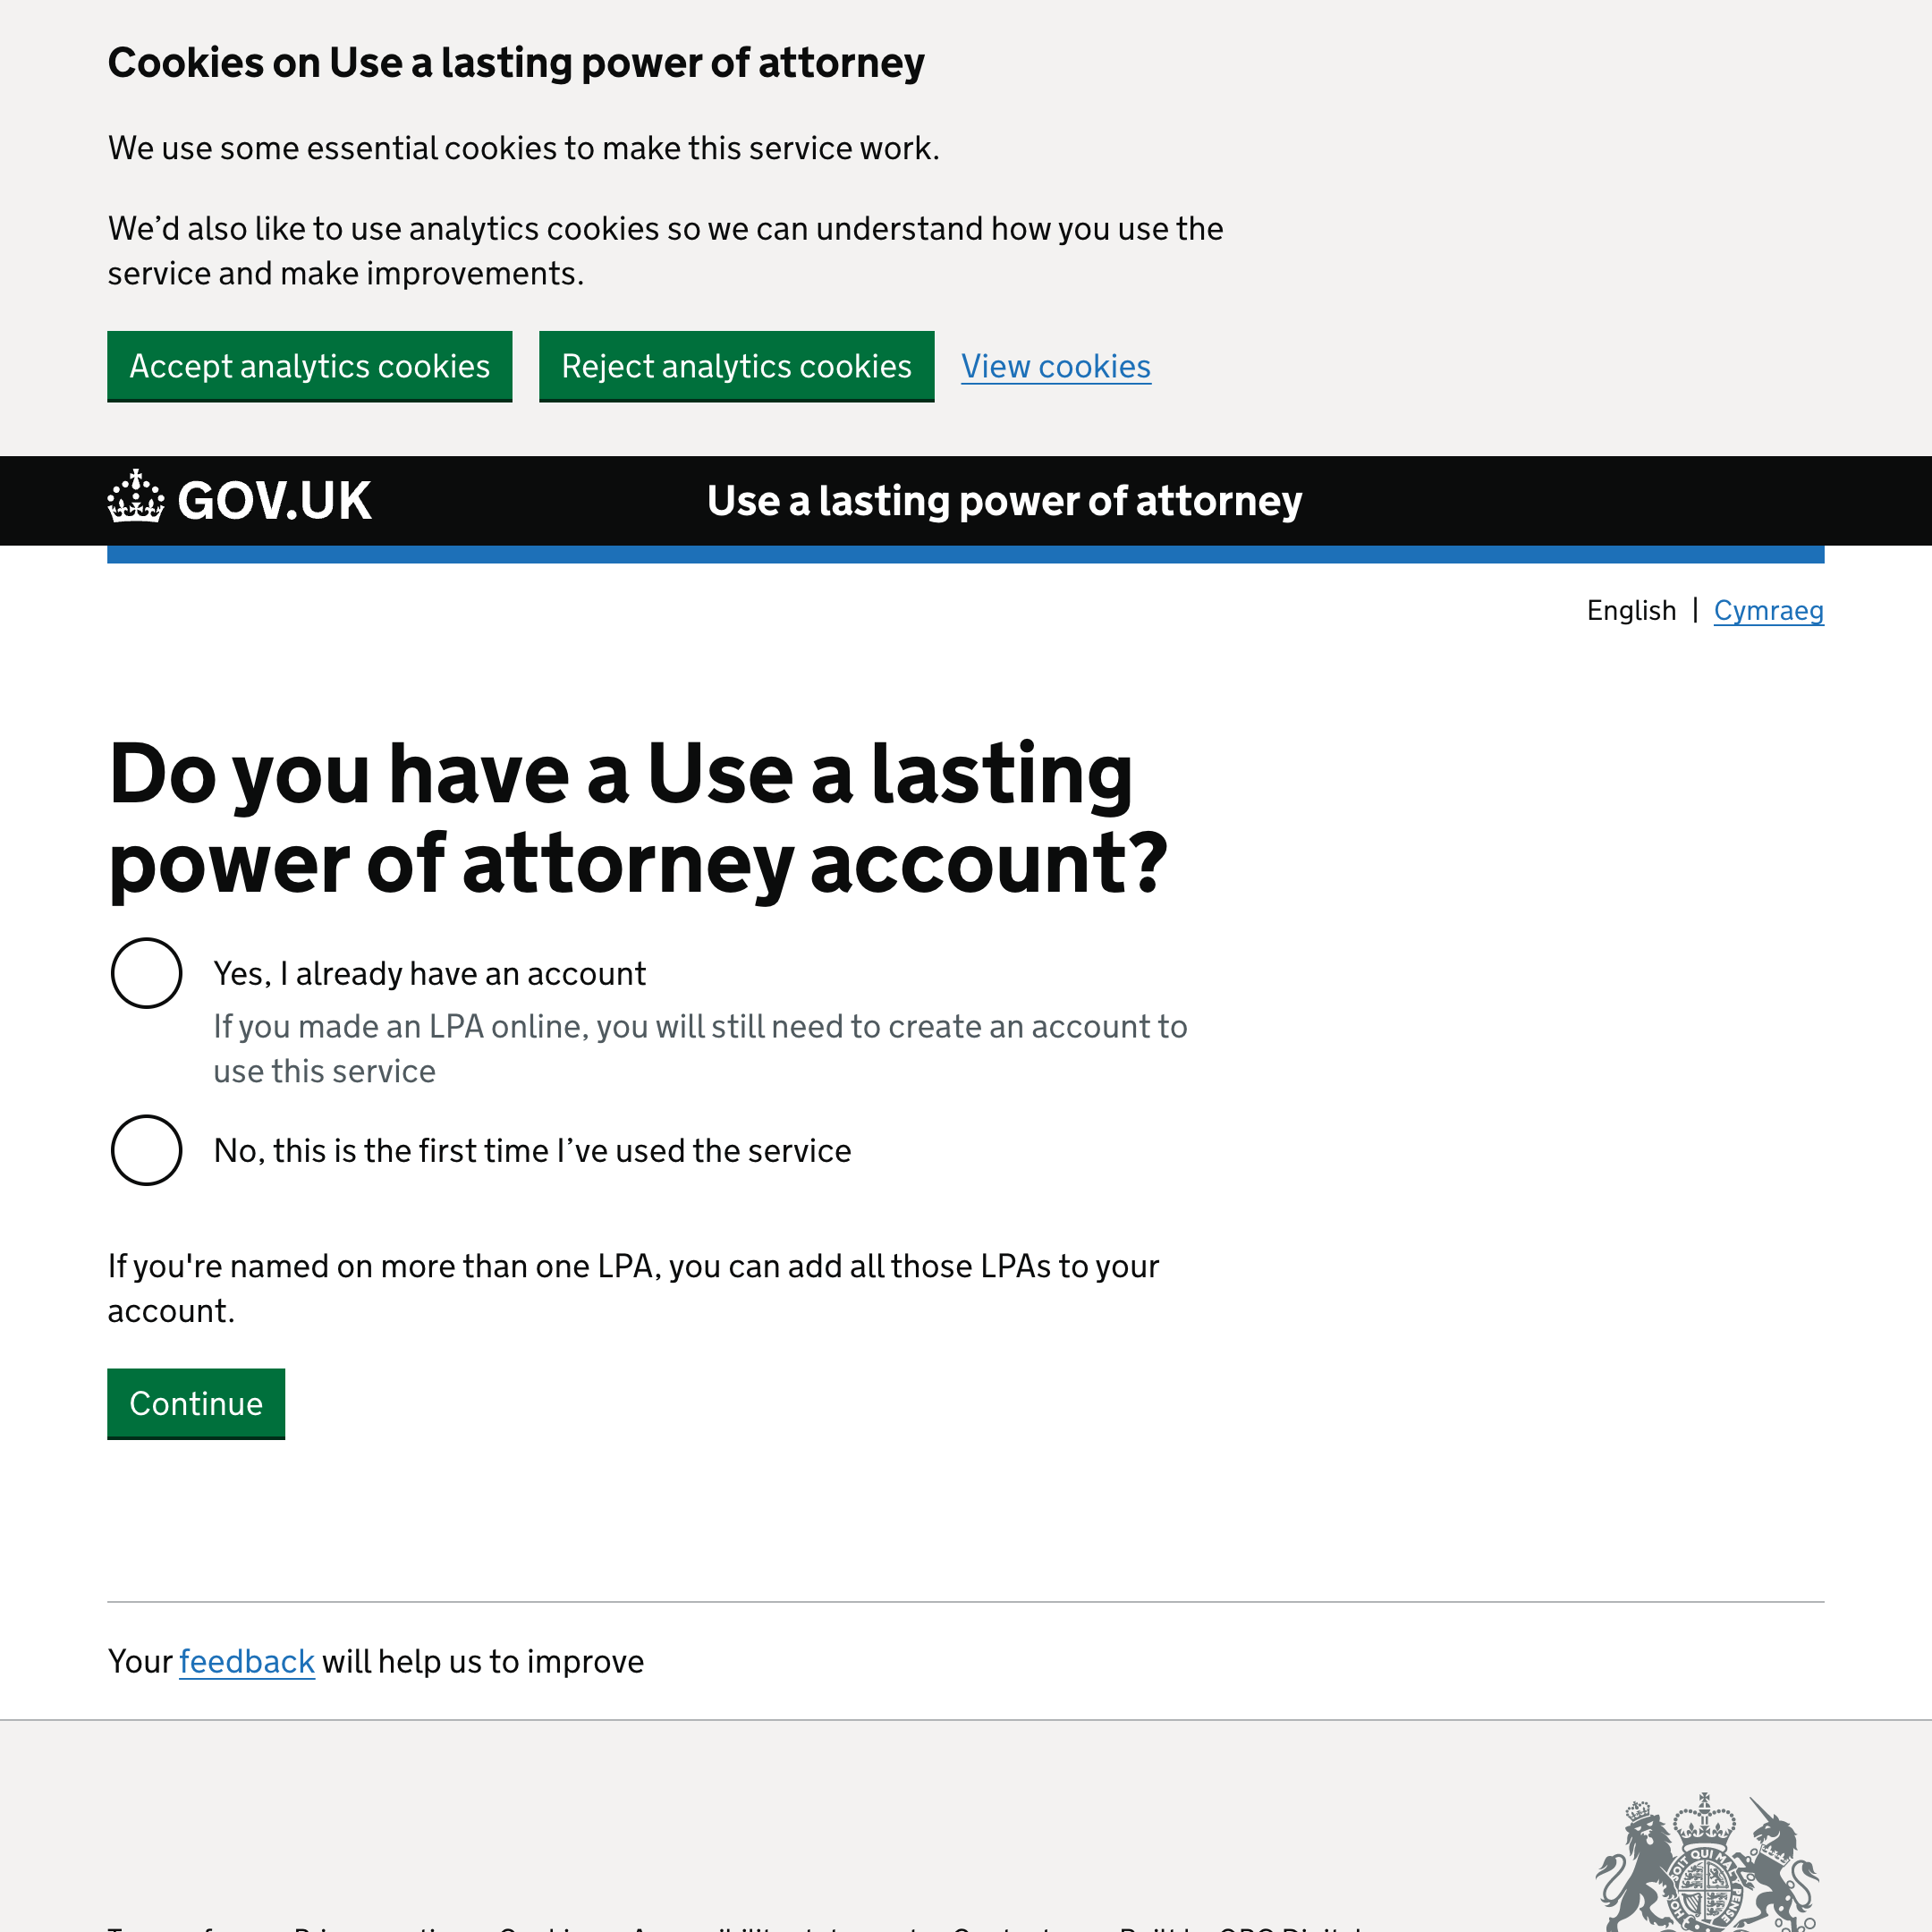 Cookies on Use a lasting power of attorney
We use some essential cookies to make this service work.
We’d also like to use analytics cookies so we can understand how you use the
service and make improvements.
Accept analytics cookies
Reject analytics cookies
View cookies
GOV.UK
Use a lasting power of attorney
English | Cymraeg
Do you have a Use a lasting
power of attorney account?
Yes, I already have an account
If you made an LPA online, you will still need to create an account to
use this service
No, this is the first time I’ve used the service
If you're named on more than one LPA, you can add all those LPAs to your
account.
Continue
Your feedback will help us to improve